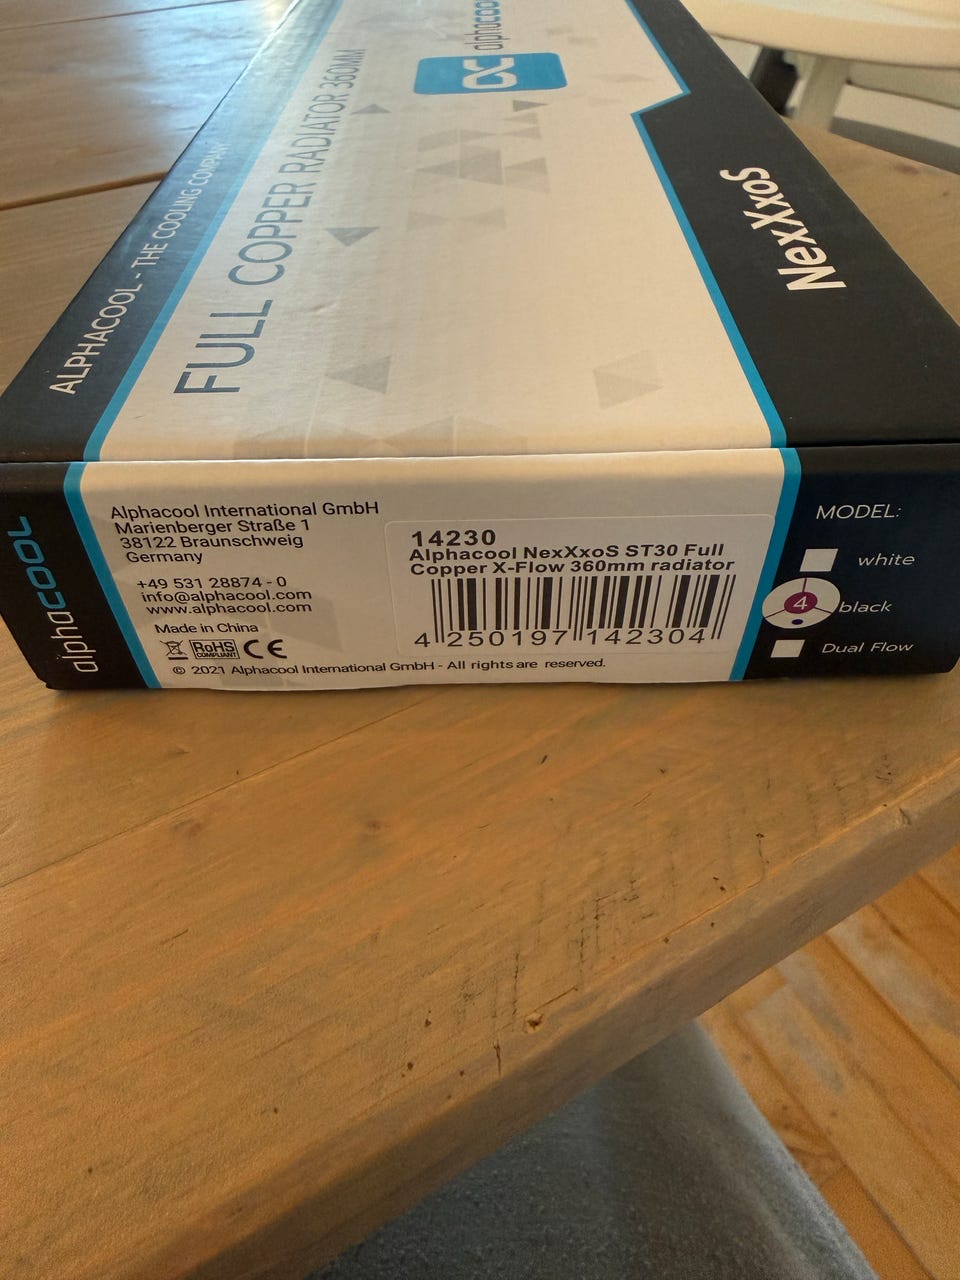 alphacool
ALPHACOOL - THE COOLING COMPANY
FULL COPPER RADIATOR 360MM
NexXxoS
alphacool
Alphacool International GmbH
Marienberger Straße 1
38122 Braunschweig
Germany
+49 531 28874 - 0
info@alphacool.com
www.alphacool.com
Made in China
RoHS
COMPLIANT
CE
© 2021 Alphacool International GmbH - All rights are reserved.
14230
Alphacool NexXxoS ST30 Full
Copper X-Flow 360mm radiator
4 250197 142304
MODEL:
white
4
black
Dual Flow